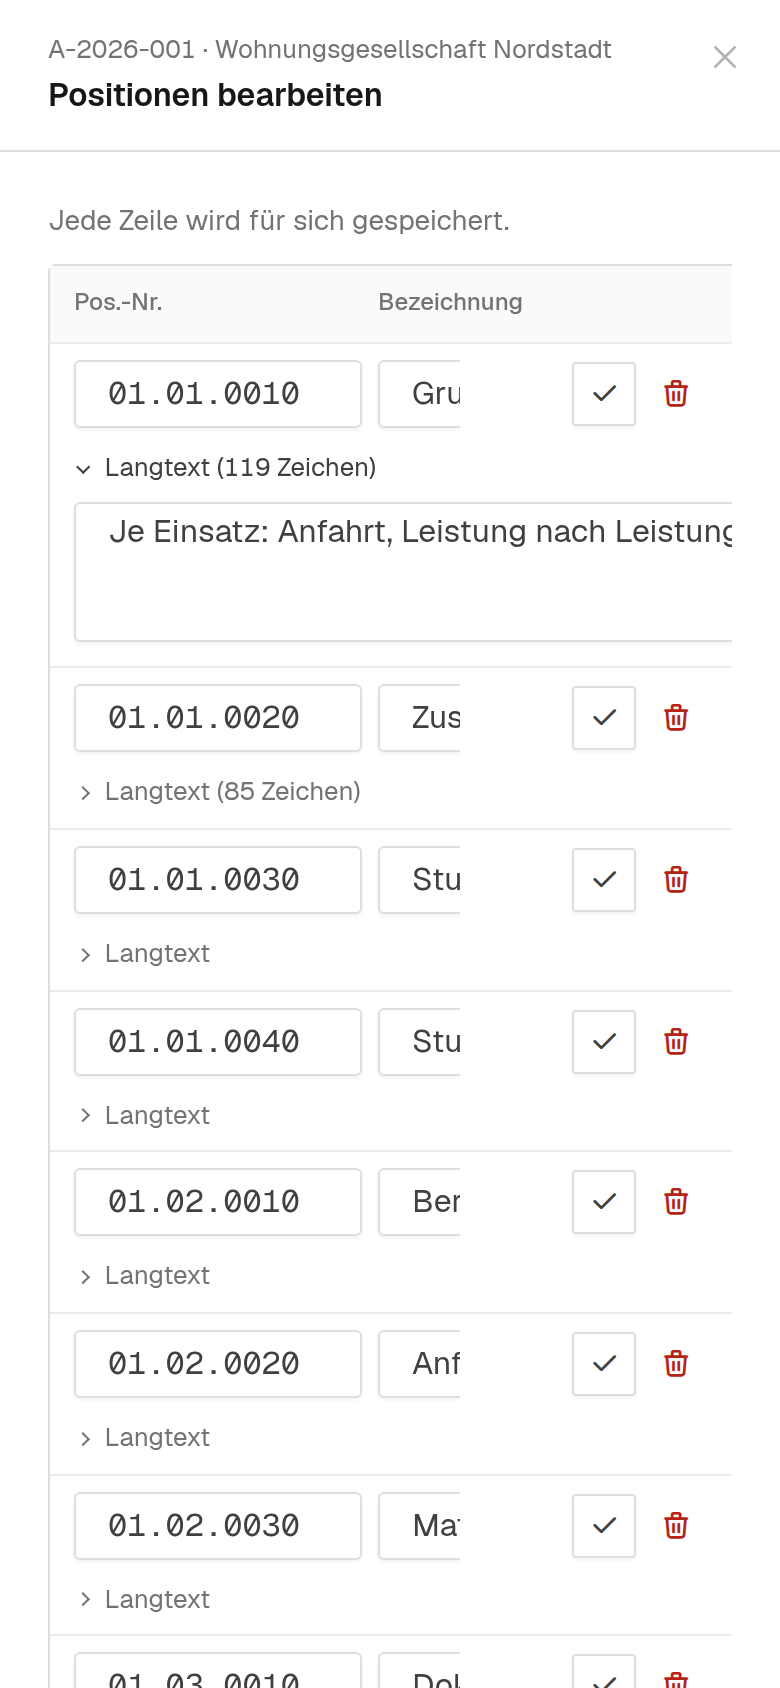 A-2026-001 · Wohnungsgesellschaft Nordstadt
Positionen bearbeiten
Jede Zeile wird für sich gespeichert.
Pos.-Nr. Bezeichnung
01.01.0010 Gru
Langtext (119 Zeichen)
Je Einsatz: Anfahrt, Leistung nach Leistung
01.01.0020 Zus
Langtext (85 Zeichen)
01.01.0030 Stu
Langtext
01.01.0040 Stu
Langtext
01.02.0010 Ber
Langtext
01.02.0020 Anf
Langtext
01.02.0030 Mat
Langtext
01.03.0010 Dok